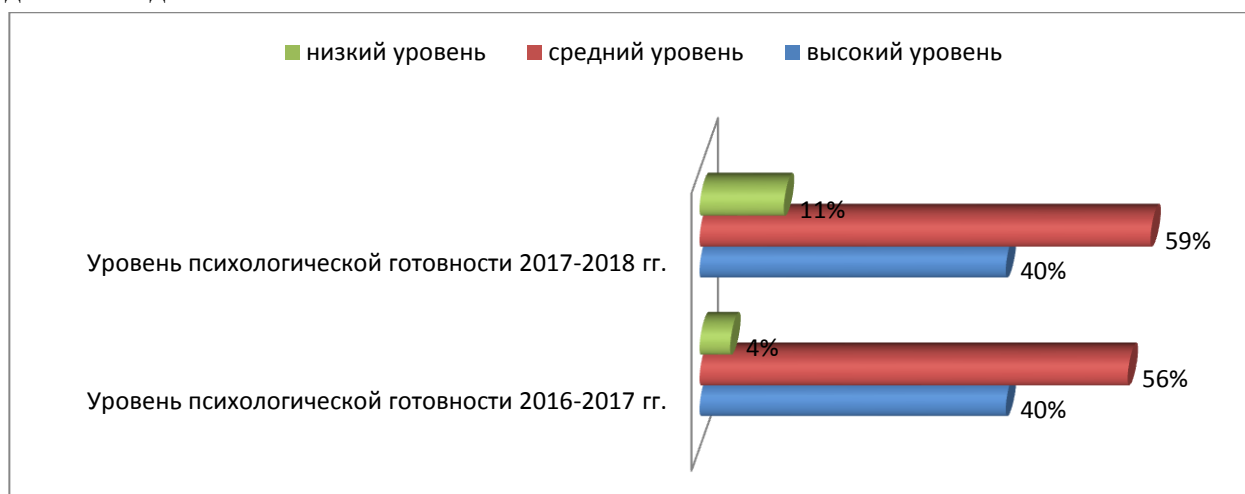 низкий уровень средний уровень высокий уровень
11%
59%
Уровень психологической готовности 2017-2018 гг.
40%
4%
56%
Уровень психологической готовности 2016-2017 гг.
40%